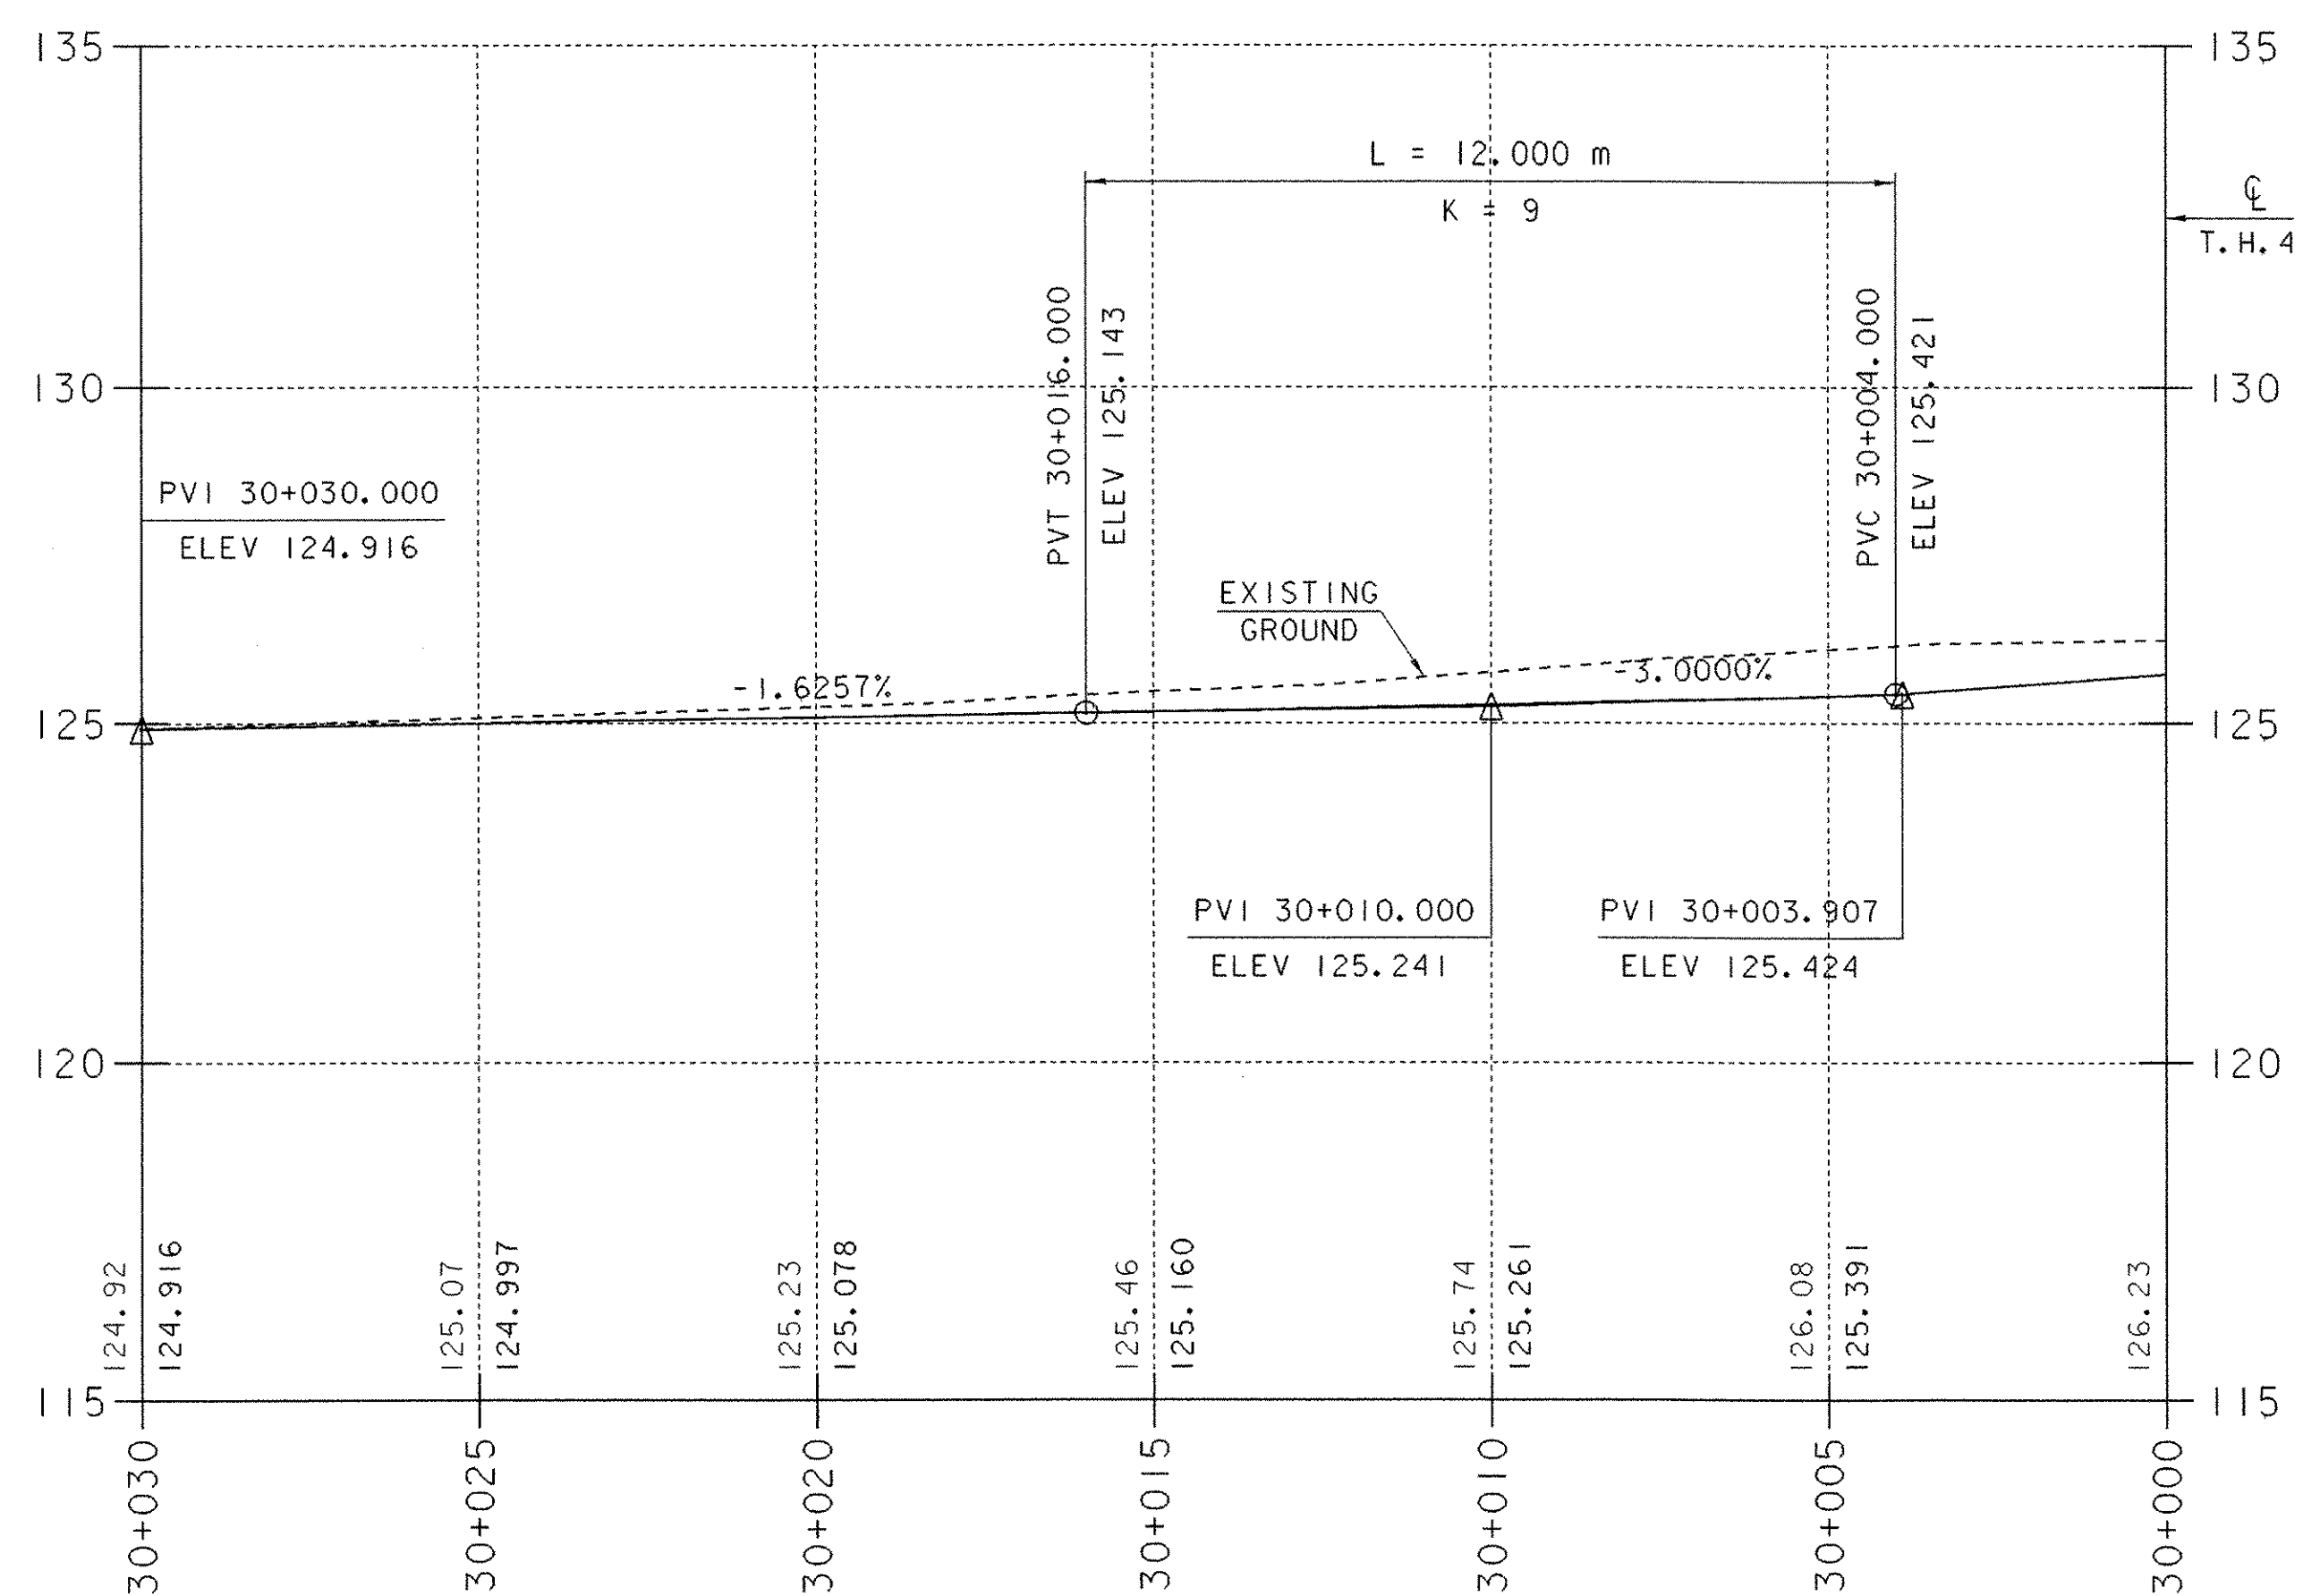 135
135
L = 12.000 m
K = 9
℄
T.H.4
PVT 30+016.000
ELEV 125.143
PVC 30+004.000
ELEV 125.421
130
130
PVI 30+030.000
ELEV 124.916
EXISTING
GROUND
-1.6257%
-3.0000%
125
125
PVI 30+010.000
ELEV 125.241
PVI 30+003.907
ELEV 125.424
120
120
124.92
124.916
125.07
124.997
125.23
125.078
125.46
125.160
125.74
125.261
126.08
125.391
126.23
115
115
30+030
30+025
30+020
30+015
30+010
30+005
30+000